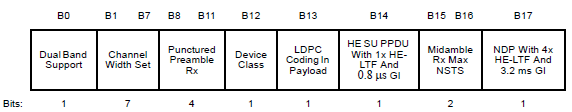 B0 B1 B7 B8 B11 B12 B13 B14 B15 B16 B17
Dual Band
Support
Channel
Width Set
Punctured
Preamble
Rx
Device
Class
LDPC
Coding In
Payload
HE SU PPDU
With 1x HE-
LTF And
0.8 µs GI
Midamble
Rx Max
NSTS
NDP With 4x
HE-LTF And
3.2 ms GI
Bits: 1 7 4 1 1 1 2 1